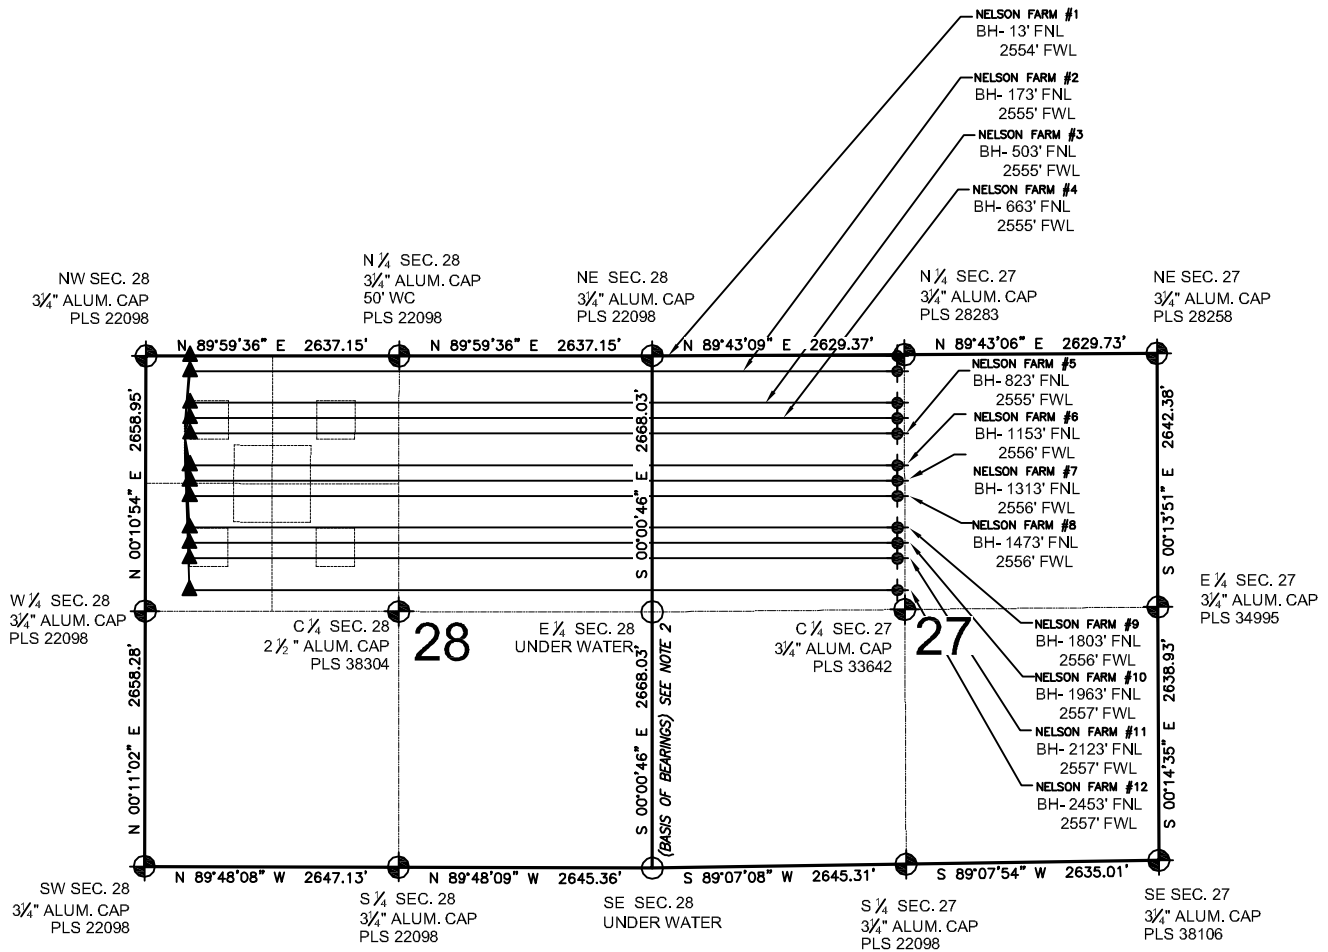 NELSON FARM #1
BH- 13' FNL
2554' FWL
NELSON FARM #2
BH- 173' FNL
2555' FWL
NELSON FARM #3
BH- 503' FNL
2555' FWL
NELSON FARM #4
BH- 663' FNL
2555' FWL
NW SEC. 28
3¼" ALUM. CAP
PLS 22098
N ¼ SEC. 28
3¼" ALUM. CAP
50' WC
PLS 22098
NE SEC. 28
3¼" ALUM. CAP
PLS 22098
N ¼ SEC. 27
3¼" ALUM. CAP
PLS 28283
NE SEC. 27
3¼" ALUM. CAP
PLS 28258
N 89°59'36" E 2637.15'
N 89°59'36" E 2637.15'
N 89°43'09" E 2629.37'
N 89°43'06" E 2629.73'
NELSON FARM #5
BH- 823' FNL
2555' FWL
NELSON FARM #6
BH- 1153' FNL
2556' FWL
NELSON FARM #7
BH- 1313' FNL
2556' FWL
NELSON FARM #8
BH- 1473' FNL
2556' FWL
N 00°10'54" E 2658.95'
S 00°00'46" E 2668.03'
S 00°13'51" E 2642.38'
W ¼ SEC. 28
3¼" ALUM. CAP
PLS 22098
C ¼ SEC. 28
2 ½" ALUM. CAP
PLS 38304
28
E ¼ SEC. 28
UNDER WATER
C ¼ SEC. 27
3¼" ALUM. CAP
PLS 33642
27
E ¼ SEC. 27
3¼" ALUM. CAP
PLS 34995
NELSON FARM #9
BH- 1803' FNL
2556' FWL
NELSON FARM #10
BH- 1963' FNL
2557' FWL
NELSON FARM #11
BH- 2123' FNL
2557' FWL
NELSON FARM #12
BH- 2453' FNL
2557' FWL
N 00°11'02" E 2658.28'
S 00°00'46" E 2668.03'
(BASIS OF BEARINGS) SEE NOTE 2
S 00°14'35" E 2638.93'
N 89°48'08" W 2647.13'
N 89°48'09" W 2645.36'
S 89°07'08" W 2645.31'
S 89°07'54" W 2635.01'
SW SEC. 28
3¼" ALUM. CAP
PLS 22098
S ¼ SEC. 28
3¼" ALUM. CAP
PLS 22098
SE SEC. 28
UNDER WATER
S ¼ SEC. 27
3¼" ALUM. CAP
PLS 22098
SE SEC. 27
3¼" ALUM. CAP
PLS 38106